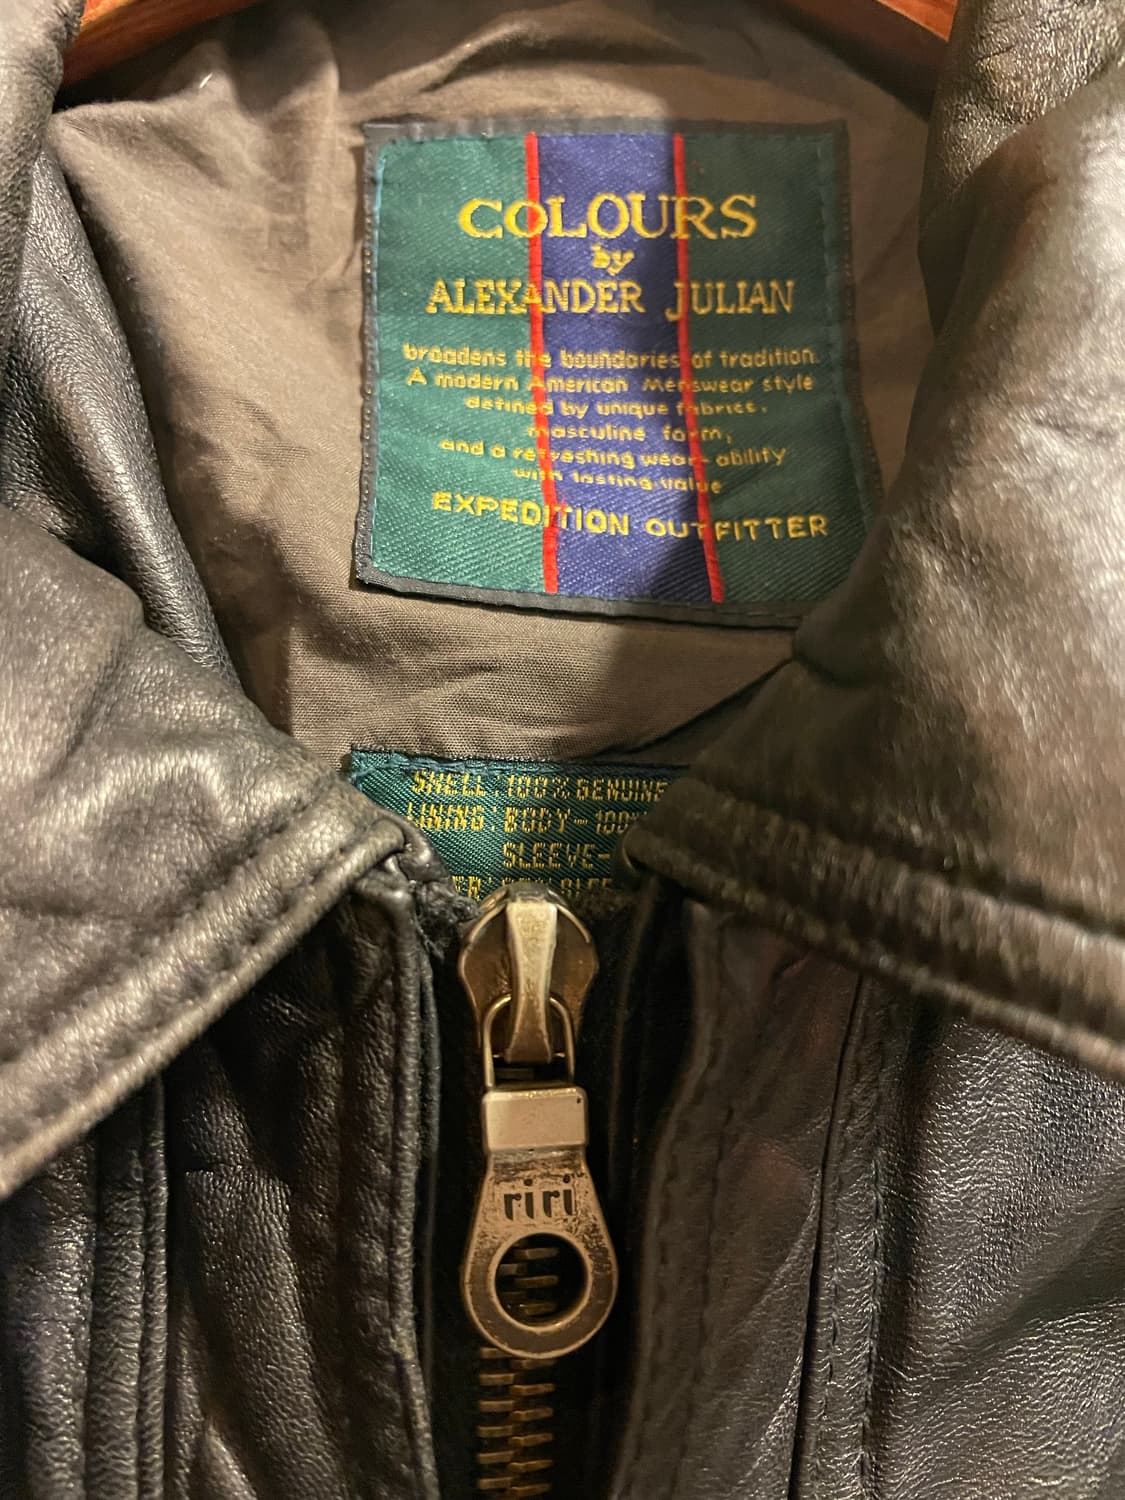 COLOURS
by
ALEXANDER JULIAN
broadens the boundaries of tradition.
A modern American Menswear style
defined by unique fabrics,
masculine form,
and a refreshing wear-ability
with lasting value
EXPEDITION OUTFITTER
SHELL : 100% GENUINE
LINING : BODY - 100%
SLEEVE-
riri